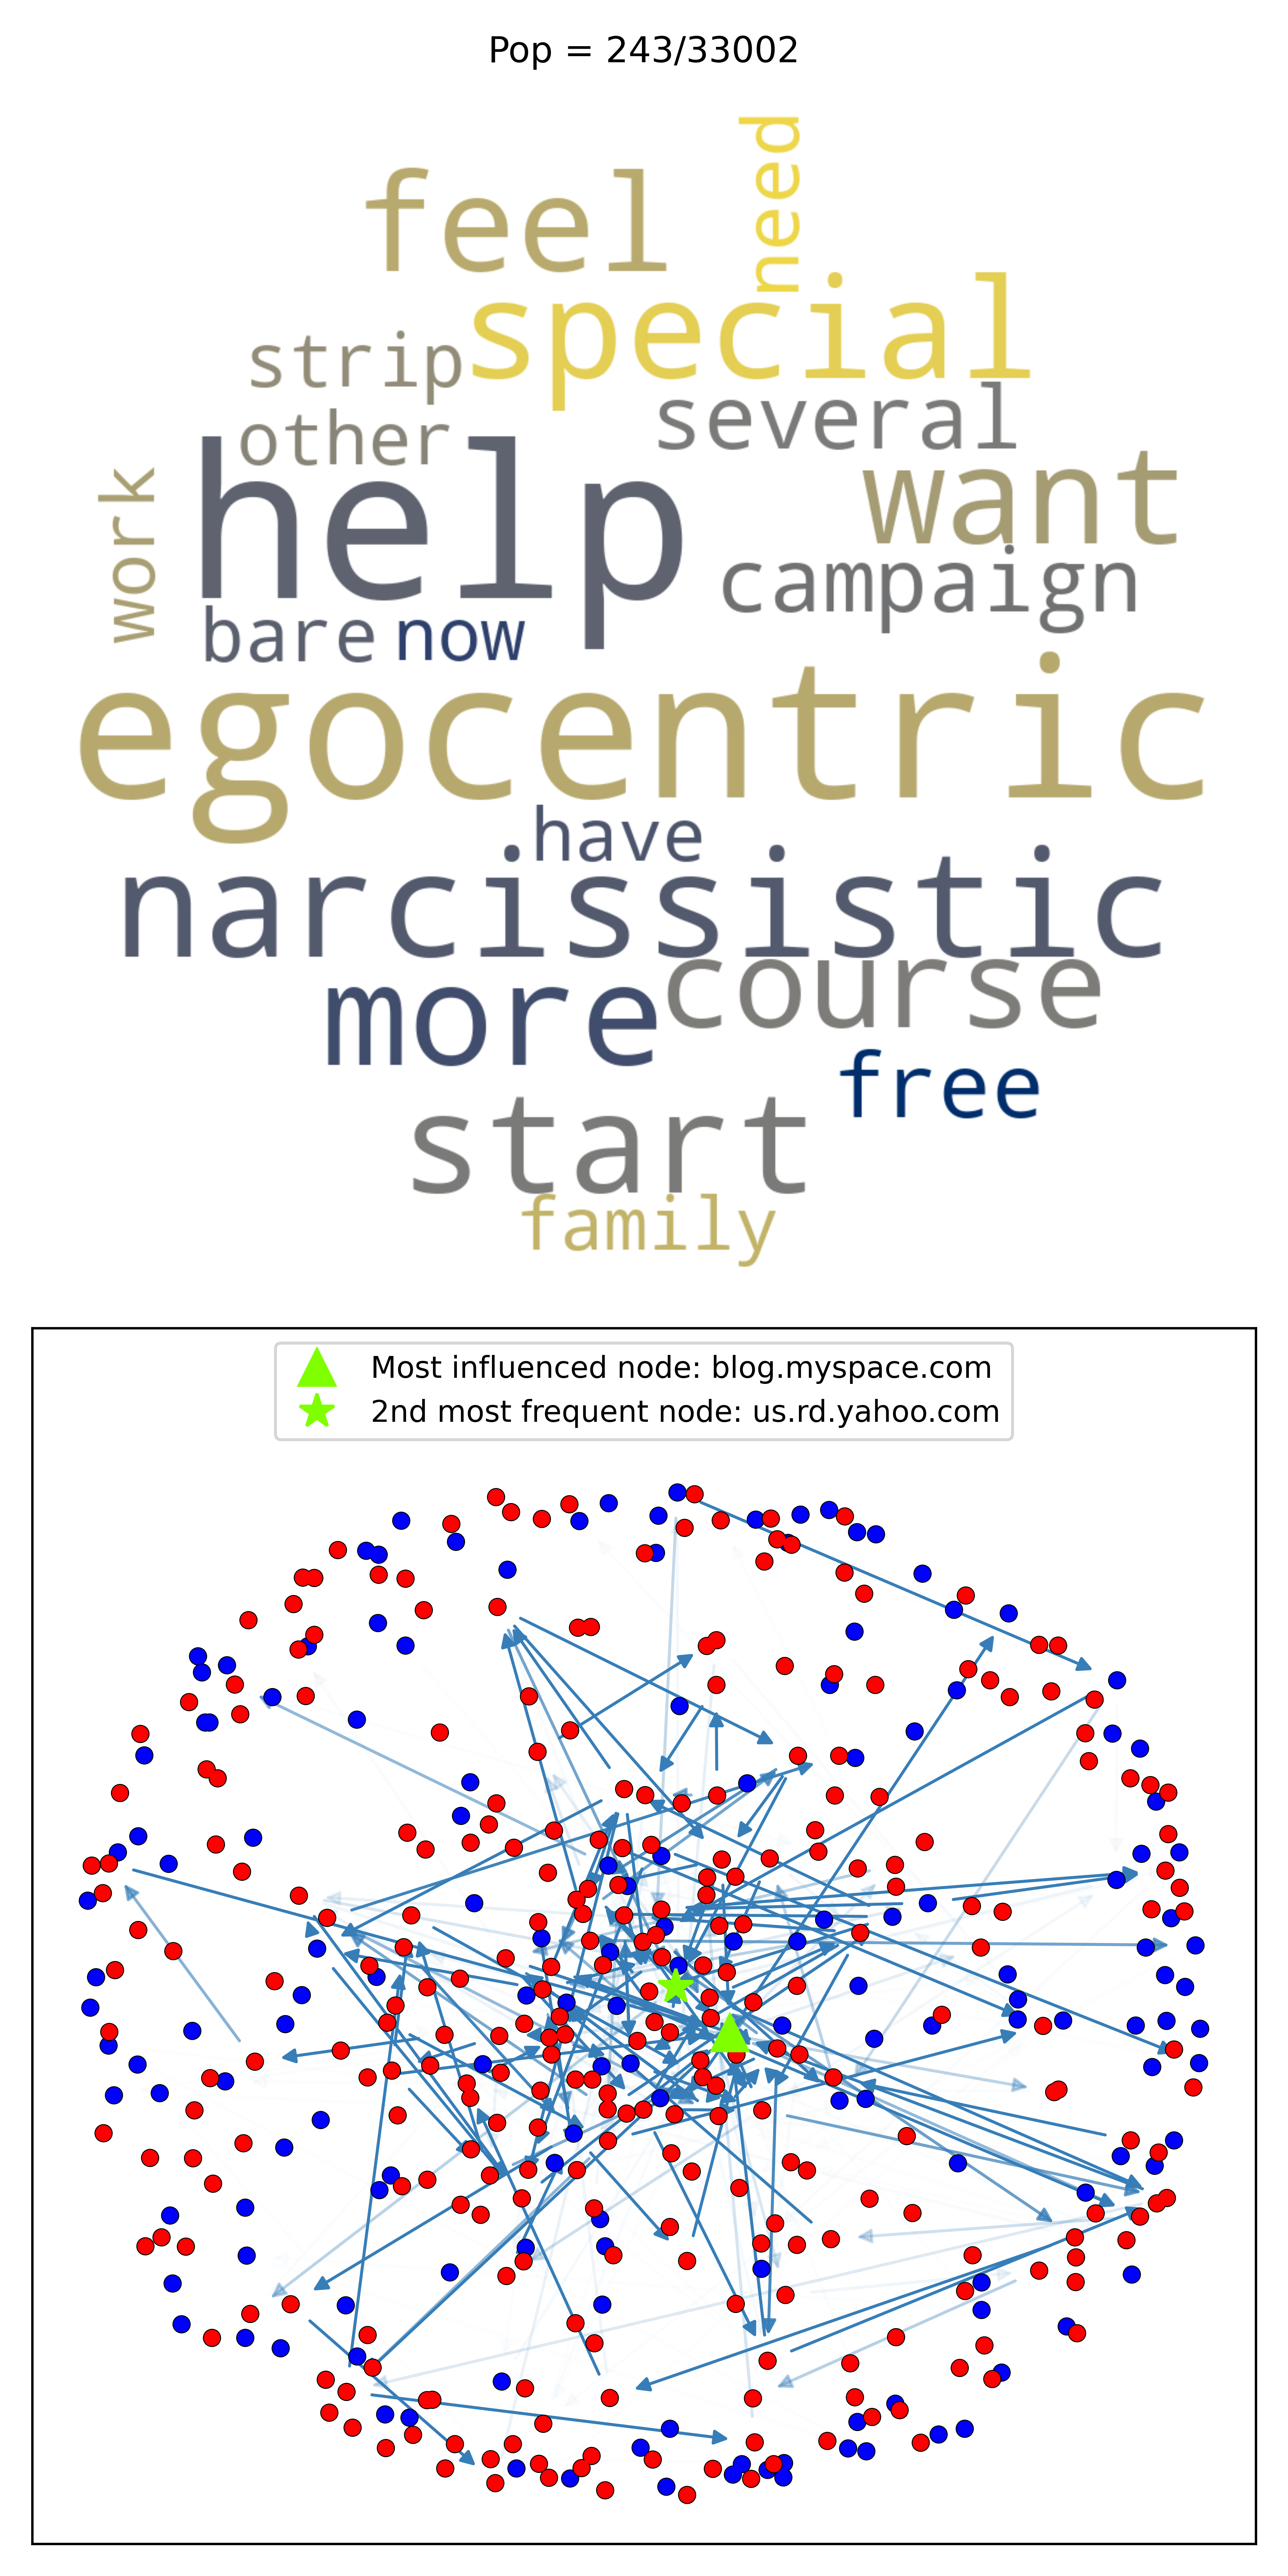 Pop = 243/33002
need
feel
special
strip
several
other
want
help
work
campaign
bare now
egocentric
have
narcissistic
course
more
free
start
family
Most influenced node: blog.myspace.com
2nd most frequent node: us.rd.yahoo.com